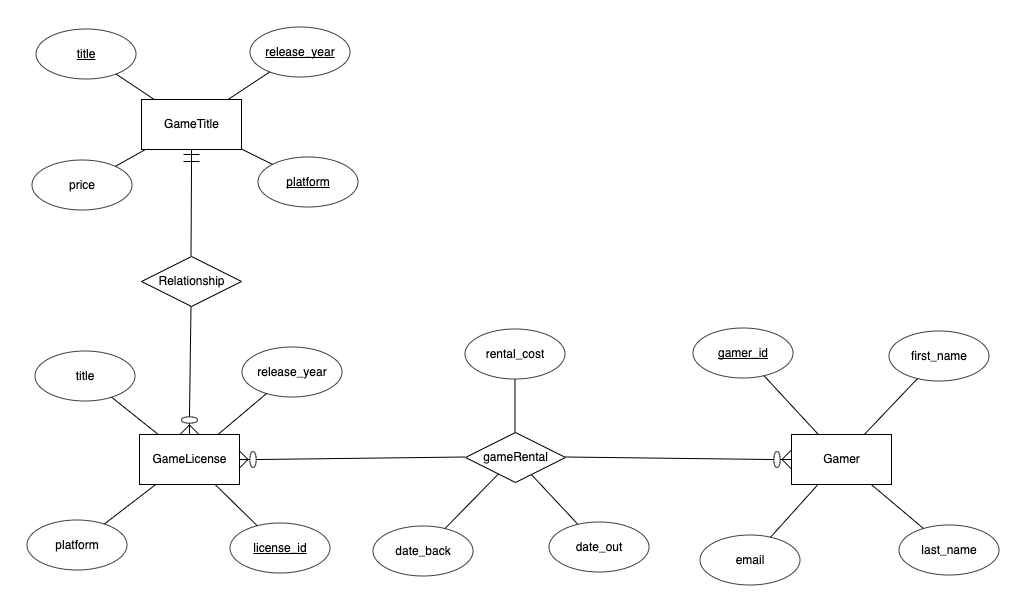 title
release_year
GameTitle
price
platform
Relationship
title
release_year
rental_cost
gamer_id
first_name
GameLicense
gameRental
Gamer
platform
license_id
date_back
date_out
email
last_name